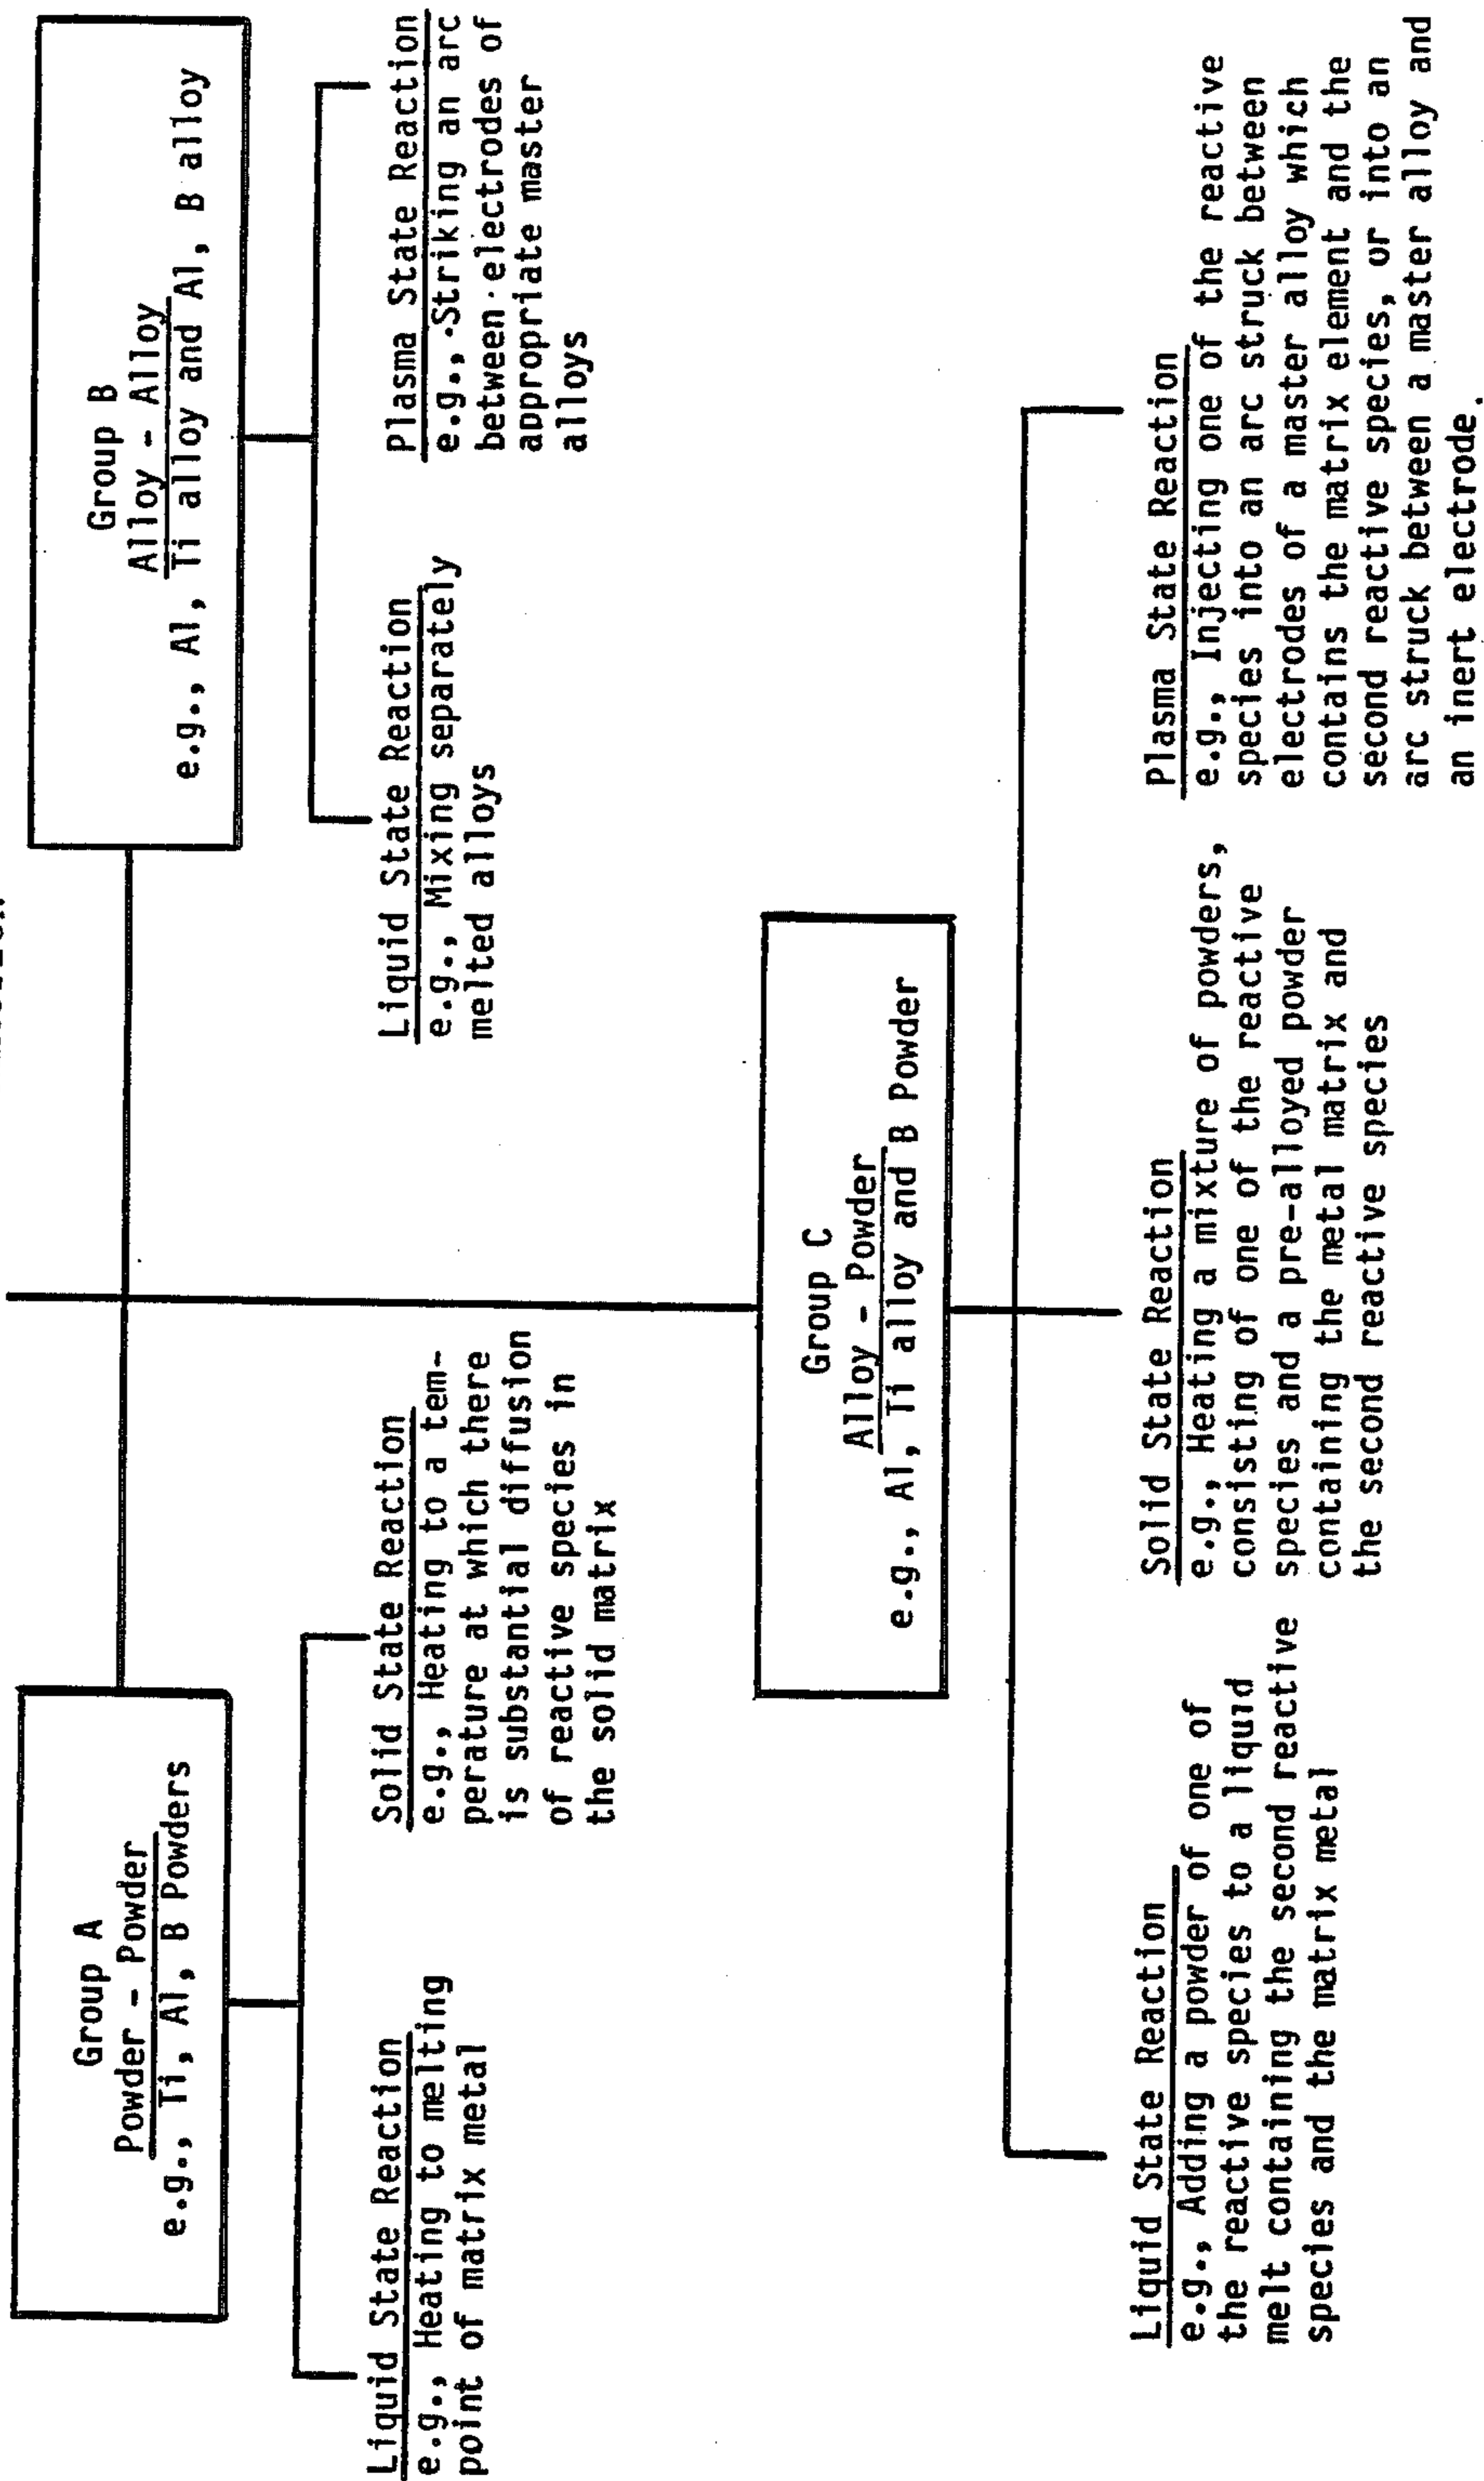 Group A
Powder - Powder
e.g., Ti, Al, B Powders
Liquid State Reaction
e.g., Heating to melting
point of matrix metal
Solid State Reaction
e.g., Heating to a tem-
perature at which there
is substantial diffusion
of reactive species in
the solid matrix
Group B
Alloy - Alloy
e.g., Al, Ti alloy and Al, B alloy
Liquid State Reaction
e.g., Mixing separately
melted alloys
Plasma State Reaction
e.g., Striking an arc
between electrodes of
appropriate master
alloys
Group C
Alloy - Powder
e.g., Al, Ti alloy and B Powder
Liquid State Reaction
e.g., Adding a powder of one of
the reactive species to a liquid
melt containing the second reactive
species and the matrix metal
Solid State Reaction
e.g., Heating a mixture of powders,
consisting of one of the reactive
species and a pre-alloyed powder
containing the metal matrix and
the second reactive species
Plasma State Reaction
e.g., Injecting one of the reactive
species into an arc struck between
electrodes of a master alloy which
contains the matrix element and the
second reactive species, or into an
arc struck between a master alloy and
an inert electrode.